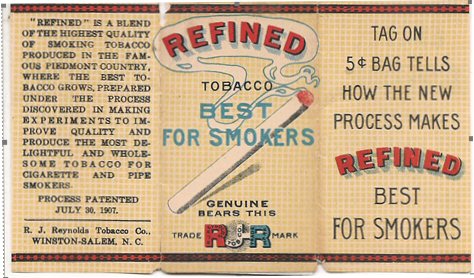 "REFINED" IS A BLEND
OF THE HIGHEST QUALITY
OF SMOKING TOBACCO
PRODUCED IN THE FAM-
OUS PIEDMONT COUNTRY,
WHERE THE BEST TO-
BACCO GROWS, PREPARED
UNDER THE PROCESS
DISCOVERED IN MAKING
EXPERIMENTS TO IM-
PROVE QUALITY AND
PRODUCE THE MOST DE-
LIGHTFUL AND WHOLE-
SOME TOBACCO FOR
CIGARETTE AND PIPE
SMOKERS.
PROCESS PATENTED
JULY 30, 1907.
R. J. Reynolds Tobacco Co.,
WINSTON-SALEM, N. C.
REFINED
TOBACCO
BEST
FOR SMOKERS
GENUINE
BEARS THIS
TRADE RJR MARK
TAG ON
5¢ BAG TELLS
HOW THE NEW
PROCESS MAKES
REFINED
BEST
FOR SMOKERS